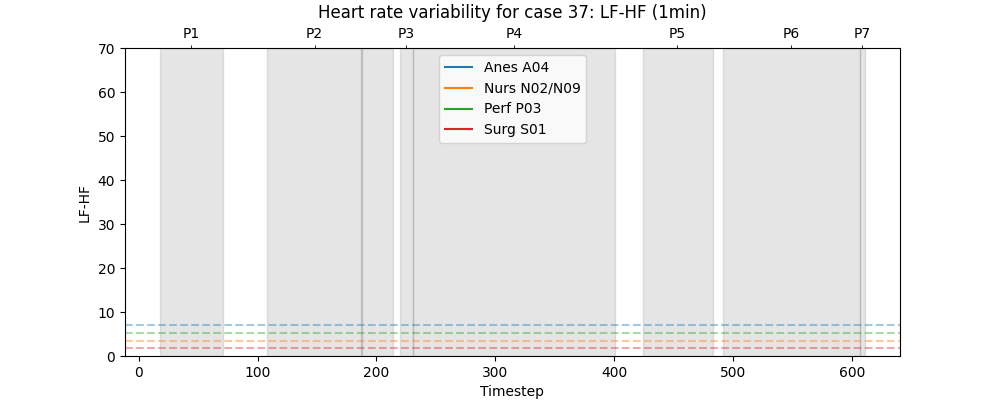 Heart rate variability for case 37: LF-HF (1min)
P1 P2 P3 P4 P5 P6 P7
70
60
50
40
30
20
10
0
LF-HF
Anes A04
Nurs N02/N09
Perf P03
Surg S01
0 100 200 300 400 500 600
Timestep